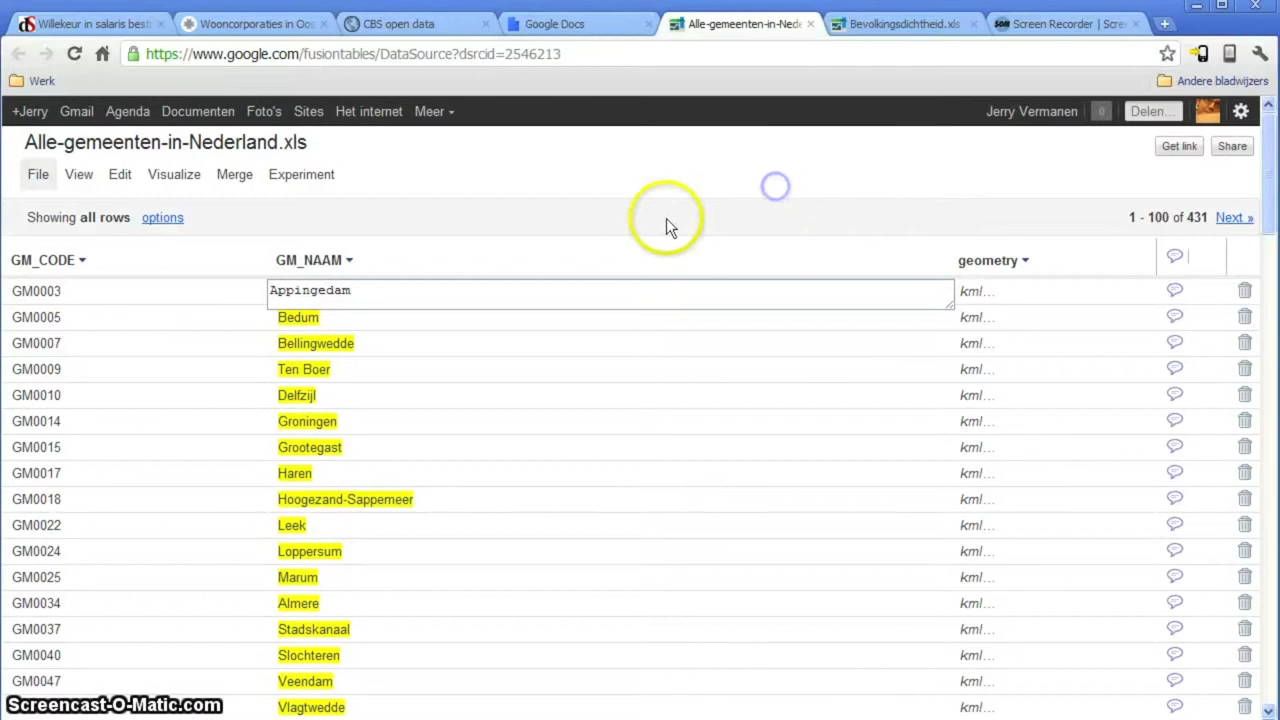 Willekeur in salaris best
Wooncorporaties in Oos
CBS open data
Google Docs
Alle-gemeenten-in-Nede
Bevolkingsdichtheid.xls
Screen Recorder | Scre
https://www.google.com/fusiontables/DataSource?dsrcid=2546213
Werk
Andere bladwijzers
+Jerry Gmail Agenda Documenten Foto's Sites Het internet Meer
Jerry Vermanen 0 Delen...
Alle-gemeenten-in-Nederland.xls
Get link Share
File View Edit Visualize Merge Experiment
Showing all rows options
1 - 100 of 431 Next »
GM_CODE GM_NAAM geometry
GM0003 Appingedam kml...
GM0005 Bedum kml...
GM0007 Bellingwedde kml...
GM0009 Ten Boer kml...
GM0010 Delfzijl kml...
GM0014 Groningen kml...
GM0015 Grootegast kml...
GM0017 Haren kml...
GM0018 Hoogezand-Sappemeer kml...
GM0022 Leek kml...
GM0024 Loppersum kml...
GM0025 Marum kml...
GM0034 Almere kml...
GM0037 Stadskanaal kml...
GM0040 Slochteren kml...
GM0047 Veendam kml...
Vlagtwedde kml...
Screencast-O-Matic.com